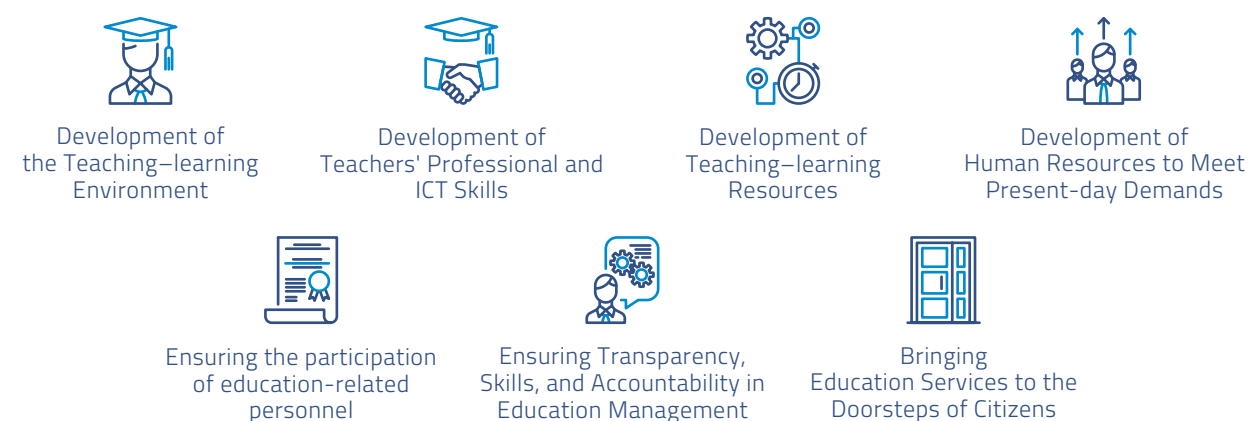 Development of
the Teaching–learning
Environment
Development of
Teachers' Professional and
ICT Skills
Development of
Teaching–learning
Resources
Development of
Human Resources to Meet
Present-day Demands
Ensuring the participation
of education-related
personnel
Ensuring Transparency,
Skills, and Accountability in
Education Management
Bringing
Education Services to the
Doorsteps of Citizens